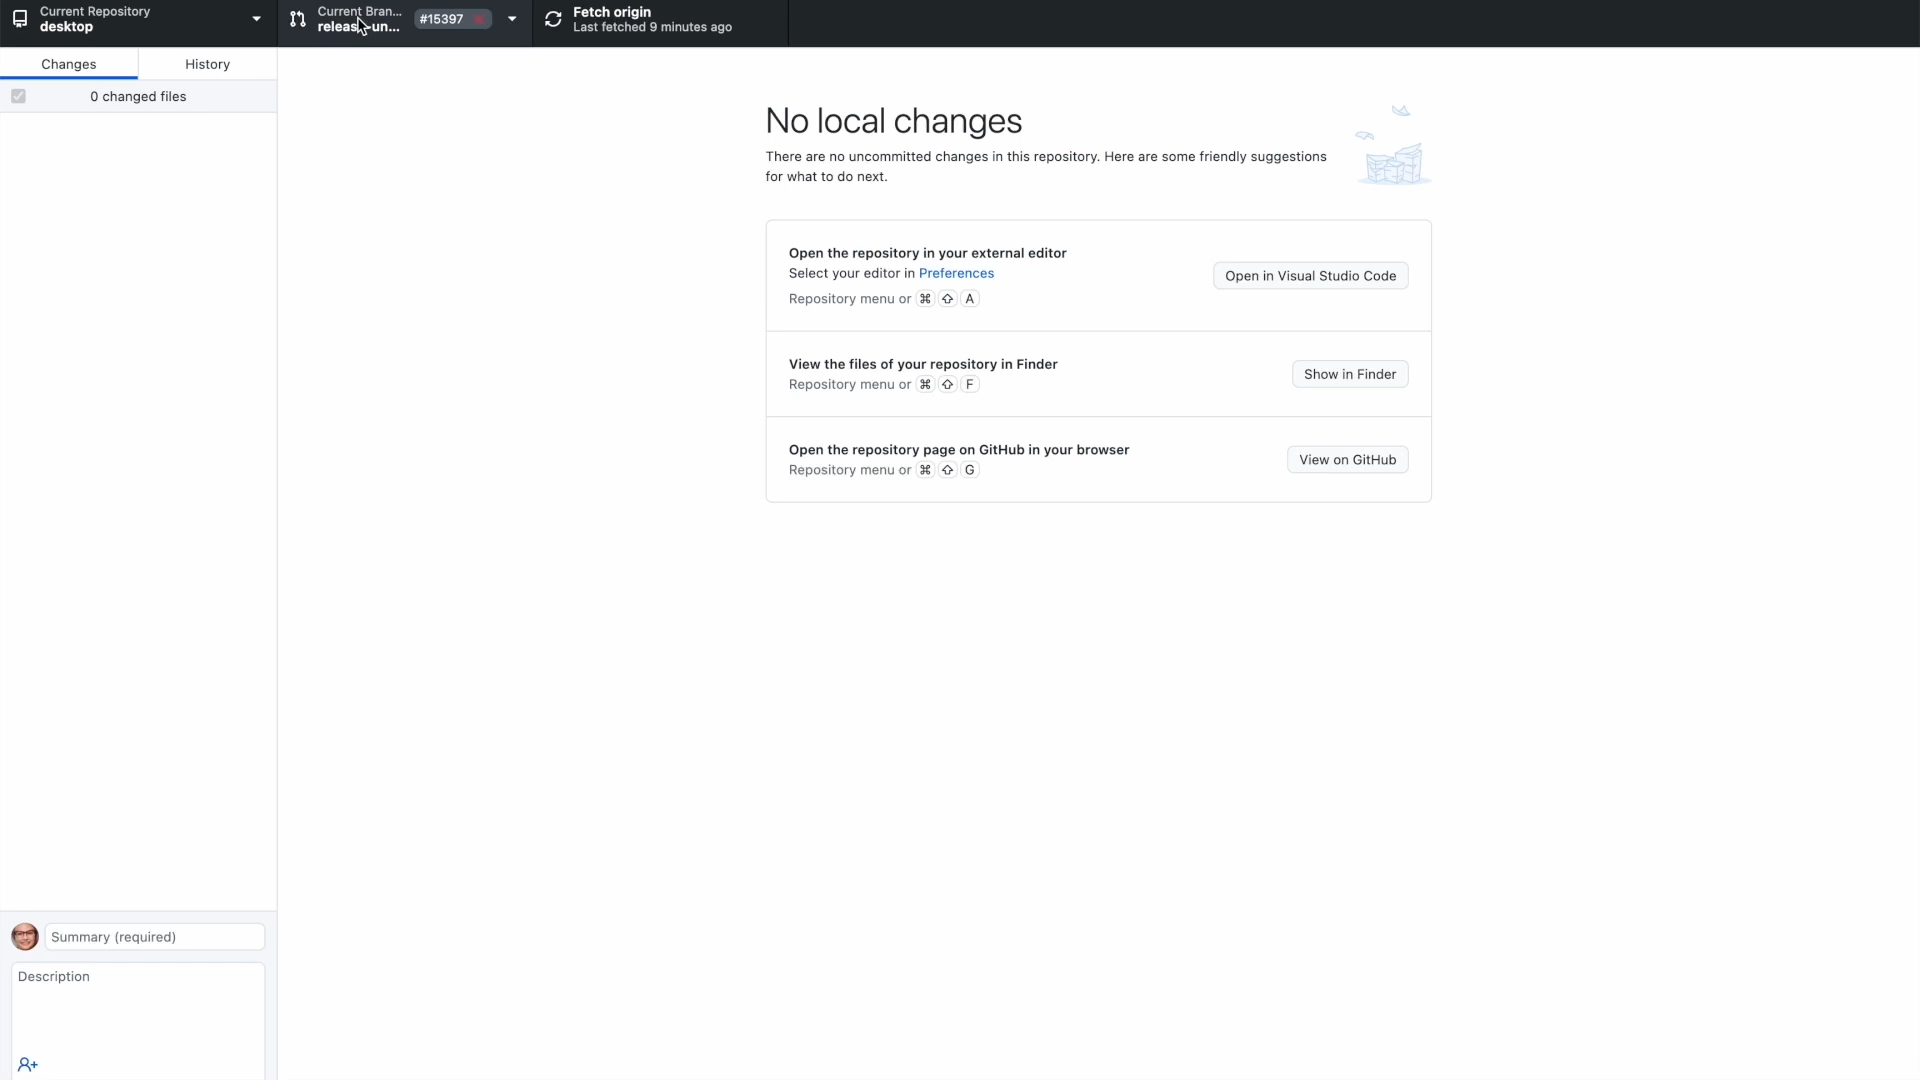 Current Repository
desktop
Current Bran...
#15397
Fetch origin
Last fetched 9 minutes ago
Changes
History
0 changed files
No local changes
There are no uncommitted changes in this repository. Here are some friendly suggestions
for what to do next.
Open the repository in your external editor
Select your editor in Preferences
Repository menu or ⌘ ⇧ A
Open in Visual Studio Code
View the files of your repository in Finder
Repository menu or ⌘ ⇧ F
Show in Finder
Open the repository page on GitHub in your browser
Repository menu or ⌘ ⇧ G
View on GitHub
Summary (required)
Description